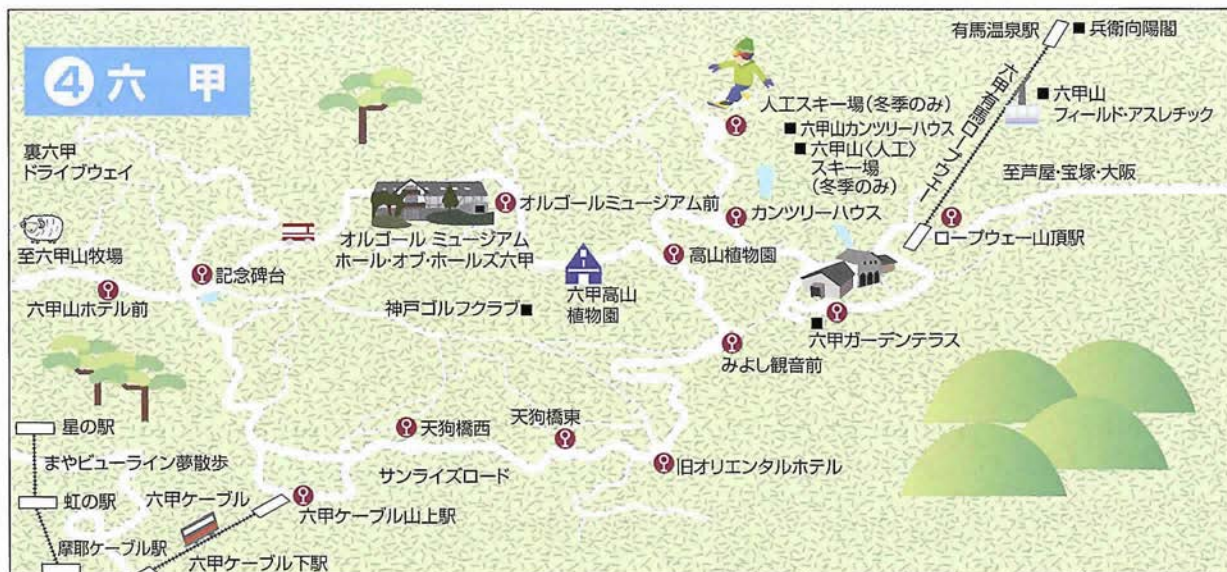 ④六甲
有馬温泉駅
兵衛向陽閣
六甲有馬ロープウェー
六甲山
フィールド・アスレチック
人工スキー場(冬季のみ)
六甲山カンツリーハウス
六甲山〈人工〉
スキー場
(冬季のみ)
至芦屋・宝塚・大阪
裏六甲
ドライブウェイ
オルゴールミュージアム前
カンツリーハウス
ロープウェー山頂駅
至六甲山牧場
記念碑台
オルゴール ミュージアム
ホール・オブ・ホールズ六甲
高山植物園
六甲山ホテル前
神戸ゴルフクラブ
六甲高山
植物園
六甲ガーデンテラス
みよし観音前
星の駅
天狗橋西
天狗橋東
まやビューライン夢散歩
サンライズロード
旧オリエンタルホテル
虹の駅
六甲ケーブル
六甲ケーブル山上駅
摩耶ケーブル駅
六甲ケーブル下駅